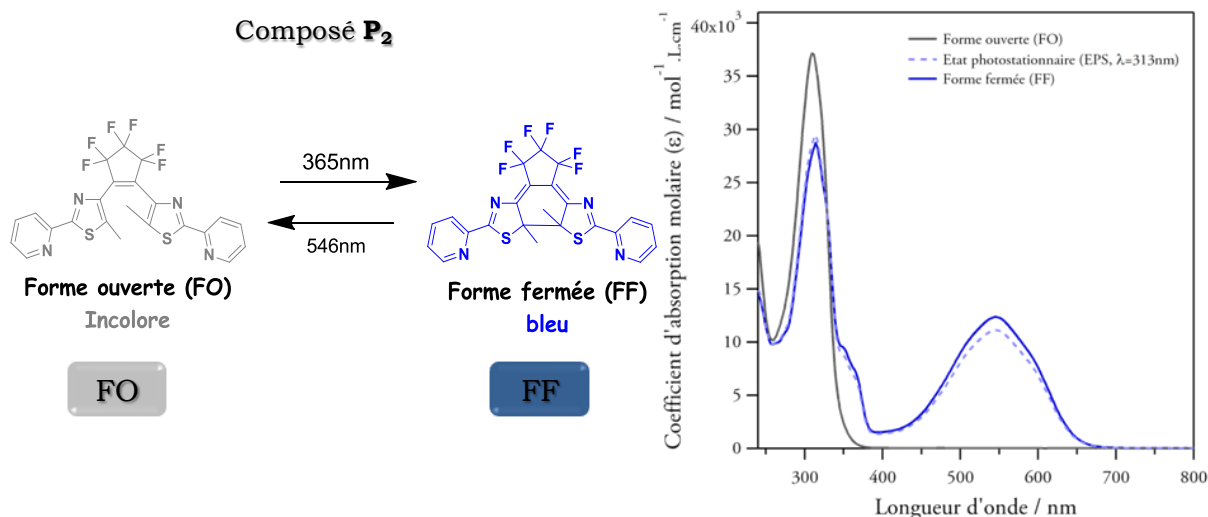 Composé P₂
F
F
F
F
F
F
N
N
N
N
S
S
365nm
546nm
F
F
F
F
F
F
N
N
N
N
S
S
Forme ouverte (FO)
Incolore
FO
Forme fermée (FF)
bleu
FF
Coefficient d'absorption molaire (ε) / mol⁻¹.L.cm⁻¹
40x10³
35
30
25
20
15
10
5
0
Forme ouverte (FO)
Etat photostationnaire (EPS, λ=313nm)
Forme fermée (FF)
300
400
500
600
700
800
Longueur d'onde / nm